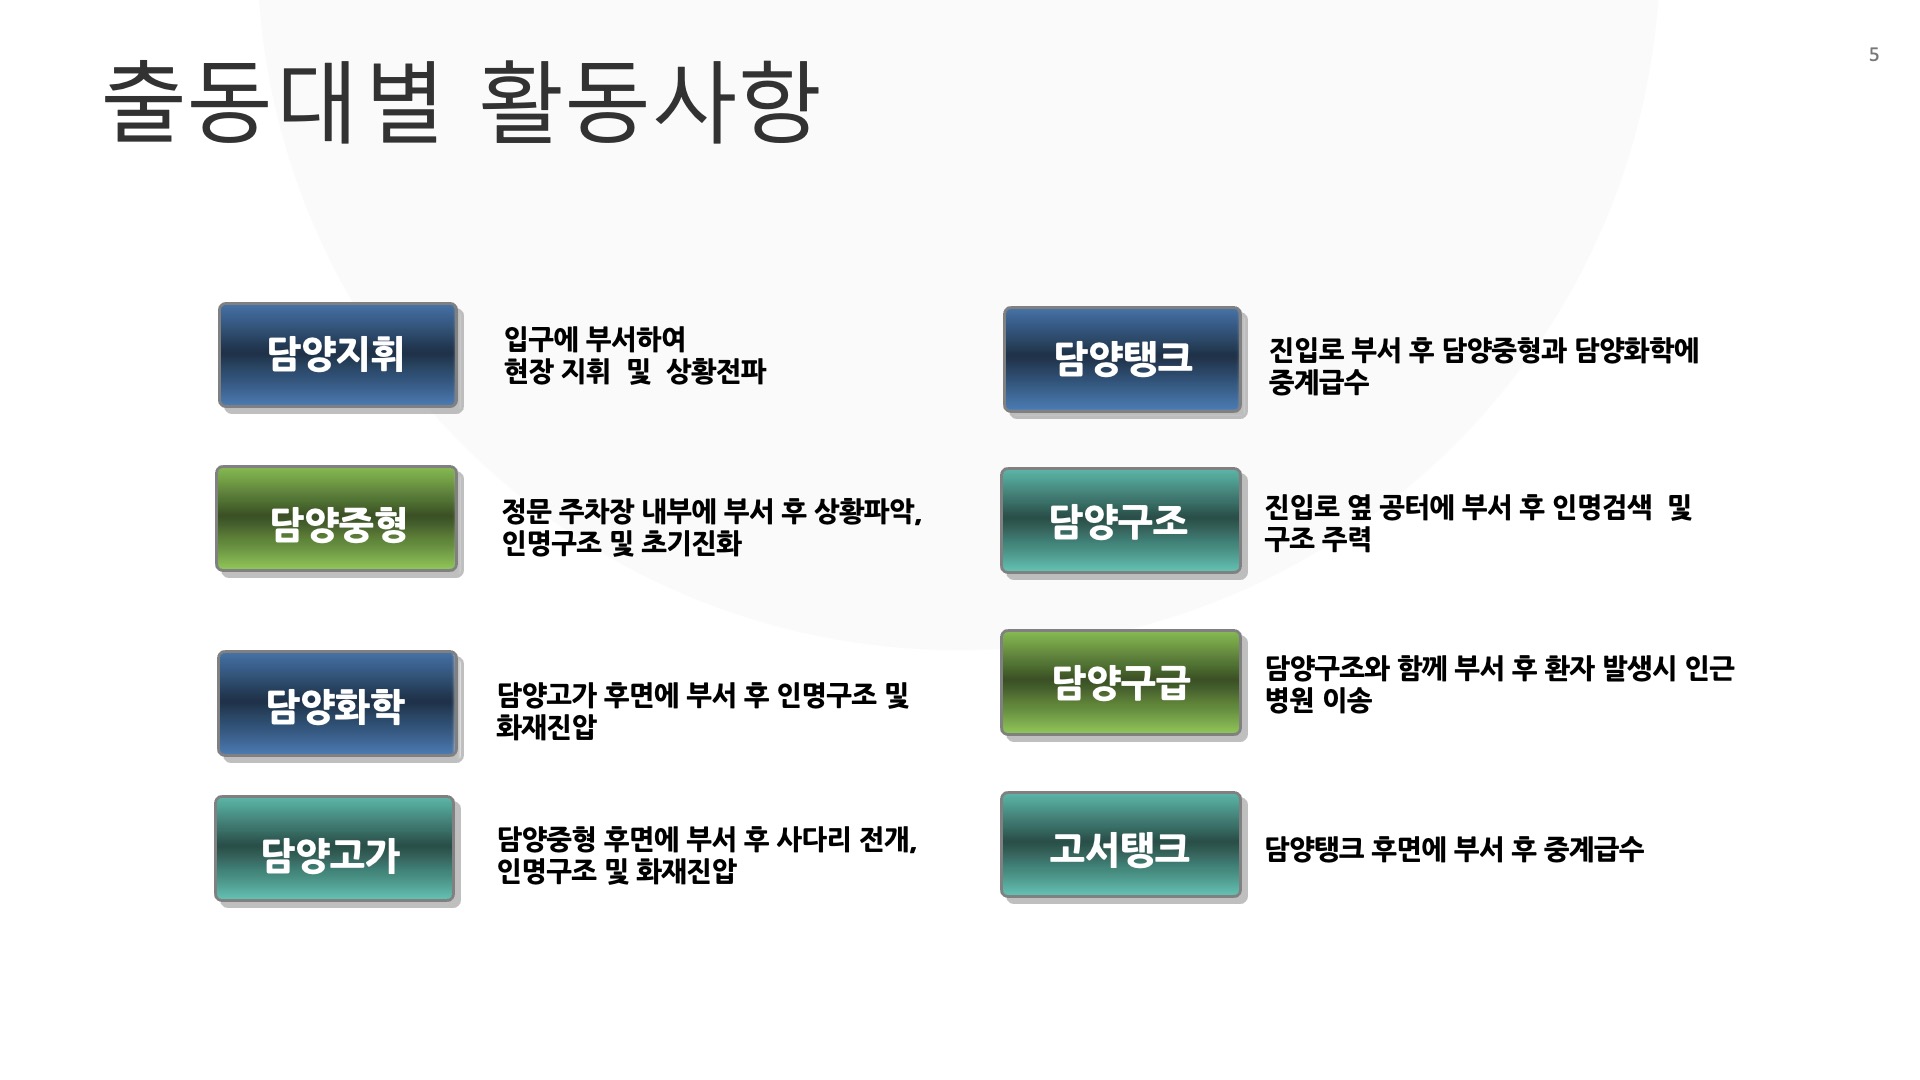 출동대별 활동사항
5
담양지휘
입구에 부서하여
현장 지휘 및 상황전파
담양중형
정문 주차장 내부에 부서 후 상황파악,
인명구조 및 초기진화
담양화학
담양고가 후면에 부서 후 인명구조 및
화재진압
담양고가
담양중형 후면에 부서 후 사다리 전개,
인명구조 및 화재진압
담양탱크
진입로 부서 후 담양중형과 담양화학에
중계급수
담양구조
진입로 옆 공터에 부서 후 인명검색 및
구조 주력
담양구급
담양구조와 함께 부서 후 환자 발생시 인근
병원 이송
고서탱크
담양탱크 후면에 부서 후 중계급수